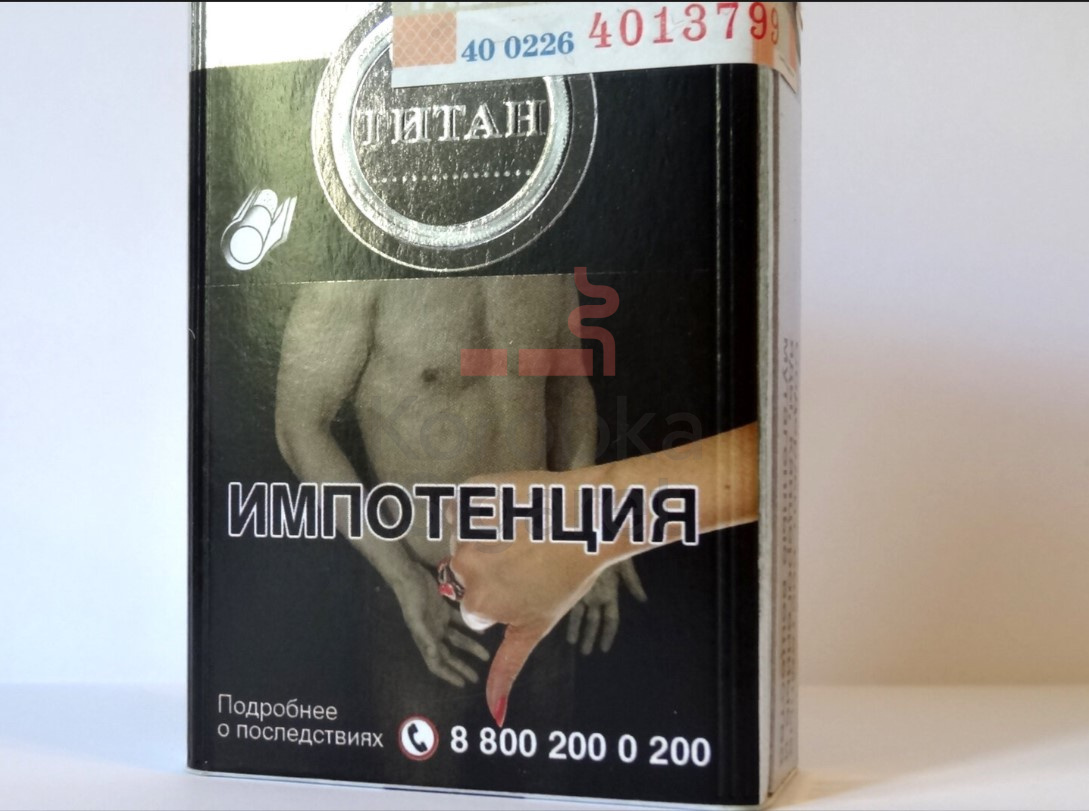 40 0226 4013799
ТИТАН
ИМПОТЕНЦИЯ
Подробнее
о последствиях
8 800 200 0 200